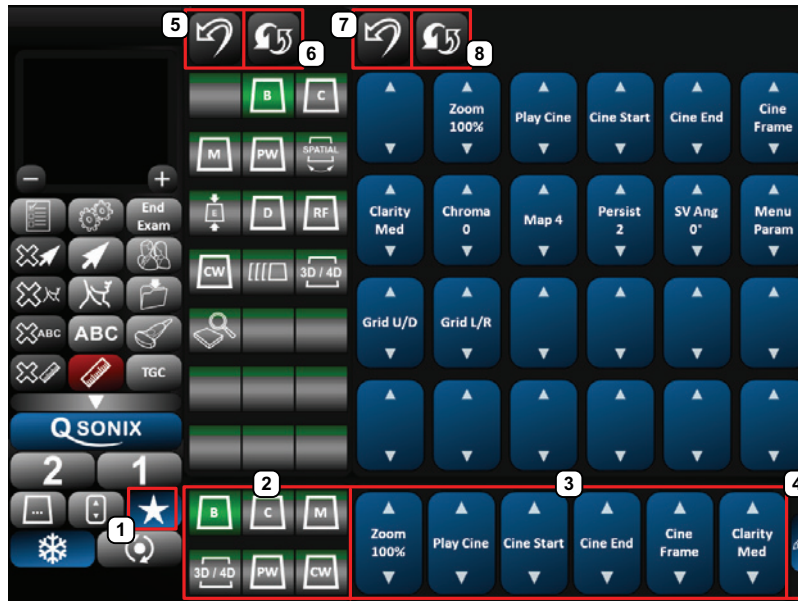 5
6
7
8
B
C
Zoom
100%
Play Cine
Cine Start
Cine End
Cine
Frame
M
PW
SPATIAL
End
Exam
E
D
RF
Clarity
Med
Chroma
0
Map 4
Persist
2
SV Ang
0°
Menu
Param
CW
3D / 4D
ABC
ABC
Grid U/D
Grid L/R
TGC
QSONIX
2
1
1
2
B
C
M
3
4
Zoom
100%
Play Cine
Cine Start
Cine End
Cine
Frame
Clarity
Med
3D / 4D
PW
CW